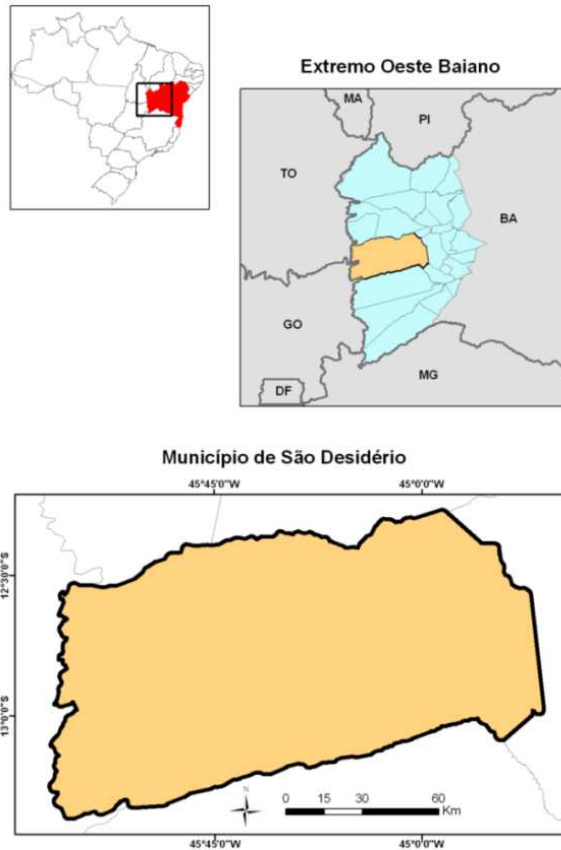 Extremo Oeste Baiano
MA
PI
TO
BA
GO
DF
MG
Município de São Desidério
45°45'0"W 45°0'0"W
12°30'0"S
13°0'0"S
N
0 15 30 60
Km
45°45'0"W 45°0'0"W